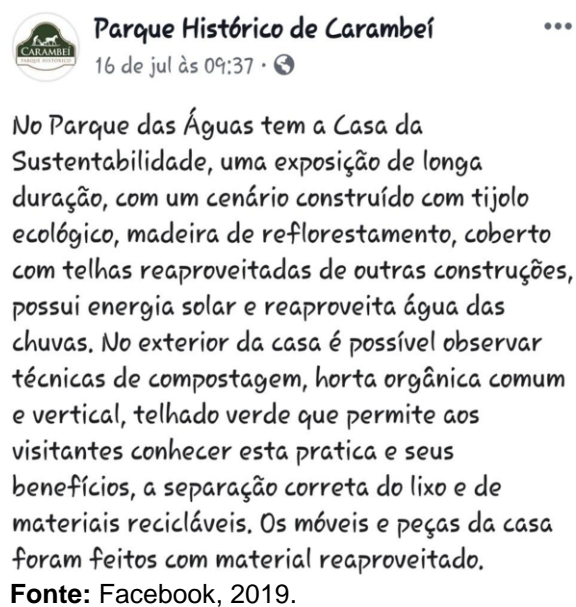 CARAMBEÍ
PARQUE HISTÓRICO
Parque Histórico de Carambeí
16 de jul às 09:37 ·
No Parque das Águas tem a Casa da
Sustentabilidade, uma exposição de longa
duração, com um cenário construído com tijolo
ecológico, madeira de reflorestamento, coberto
com telhas reaproveitadas de outras construções,
possui energia solar e reaproveita água das
chuvas. No exterior da casa é possível observar
técnicas de compostagem, horta orgânica comum
e vertical, telhado verde que permite aos
visitantes conhecer esta pratica e seus
benefícios, a separação correta do lixo e de
materiais recicláveis. Os móveis e peças da casa
foram feitos com material reaproveitado.
Fonte: Facebook, 2019.